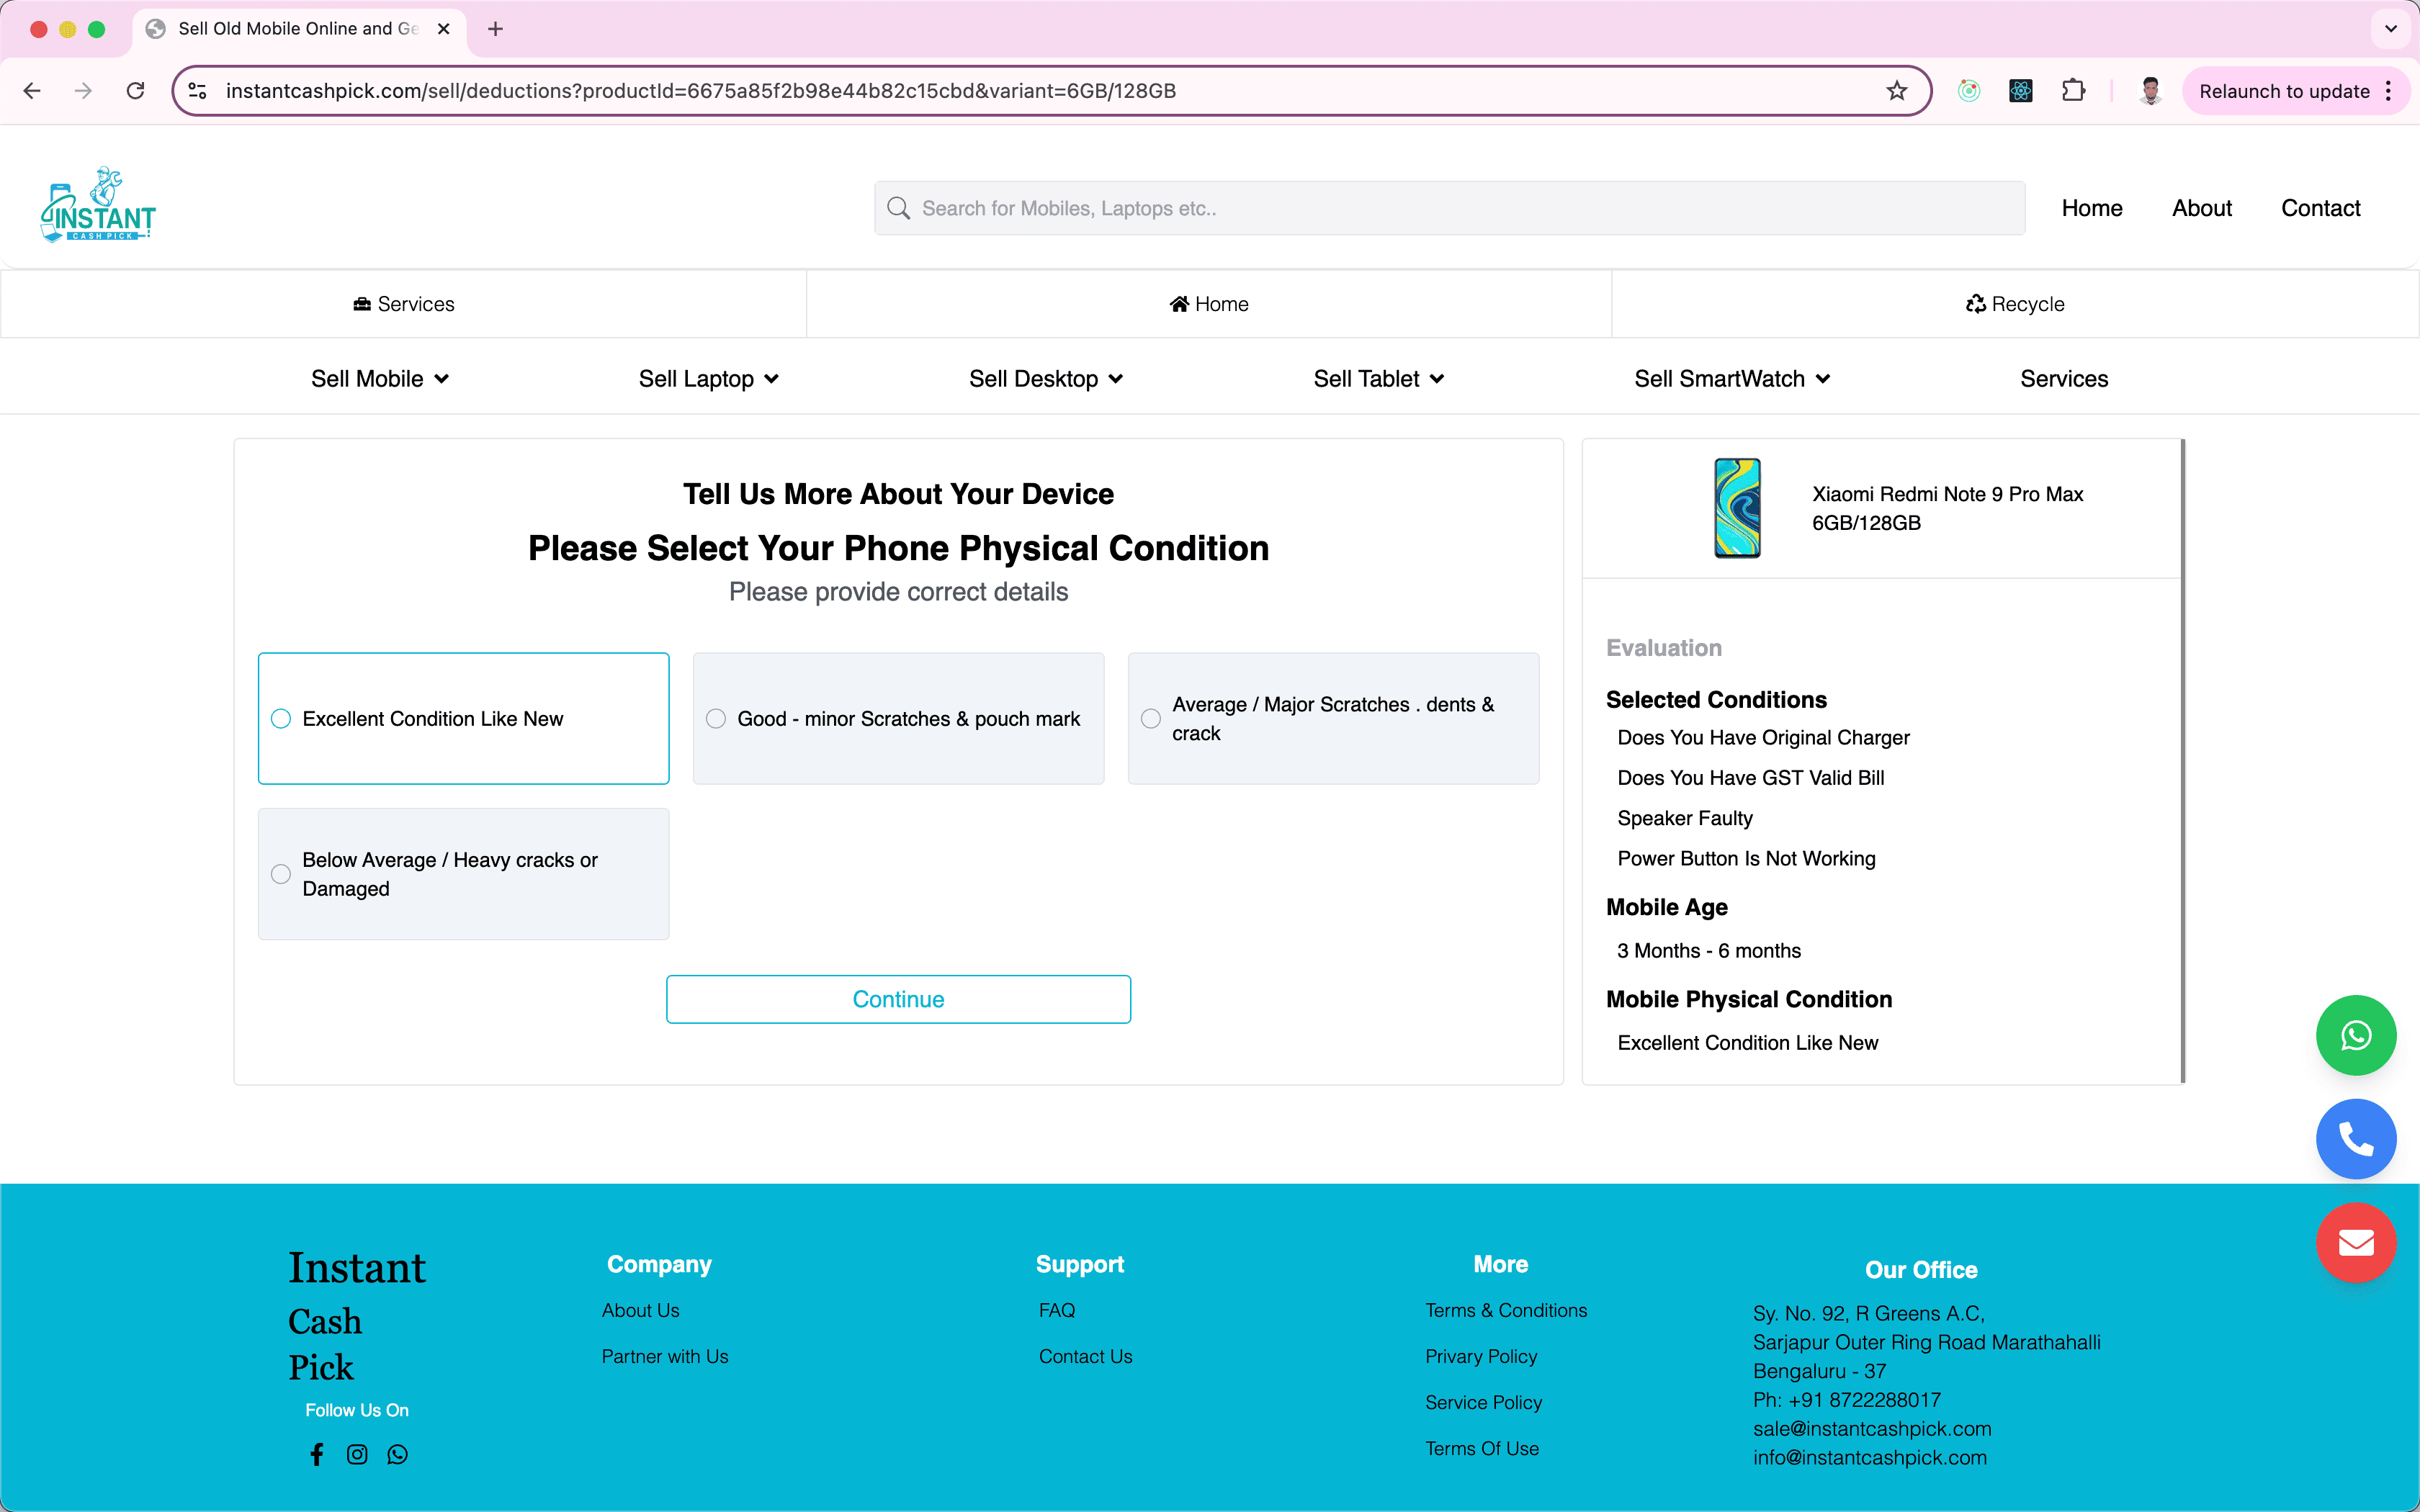 Sell Old Mobile Online and Ge
instantcashpick.com/sell/deductions?productId=6675a85f2b98e44b82c15cbd&variant=6GB/128GB
Relaunch to update
INSTANT
CASH PICK
Search for Mobiles, Laptops etc..
Home
About
Contact
Services
Home
Recycle
Sell Mobile
Sell Laptop
Sell Desktop
Sell Tablet
Sell SmartWatch
Services
Tell Us More About Your Device
Please Select Your Phone Physical Condition
Please provide correct details
Excellent Condition Like New
Good - minor Scratches & pouch mark
Average / Major Scratches . dents &
crack
Below Average / Heavy cracks or
Damaged
Continue
Xiaomi Redmi Note 9 Pro Max
6GB/128GB
Evaluation
Selected Conditions
Does You Have Original Charger
Does You Have GST Valid Bill
Speaker Faulty
Power Button Is Not Working
Mobile Age
3 Months - 6 months
Mobile Physical Condition
Excellent Condition Like New
Instant
Cash
Pick
Follow Us On
Company
About Us
Partner with Us
Support
FAQ
Contact Us
More
Terms & Conditions
Privary Policy
Service Policy
Terms Of Use
Our Office
Sy. No. 92, R Greens A.C,
Sarjapur Outer Ring Road Marathahalli
Bengaluru - 37
Ph: +91 8722288017
sale@instantcashpick.com
info@instantcashpick.com